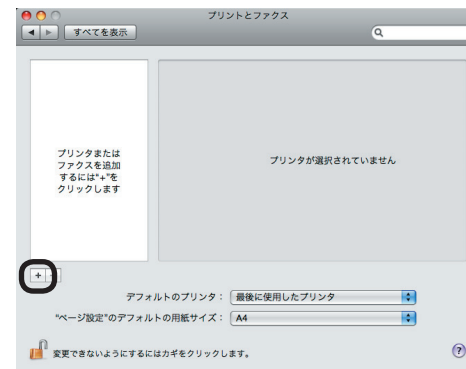 プリントとファクス
すべてを表示
プリンタまたは
ファクスを追加
するには"+"を
クリックします
プリンタが選択されていません
+ -
デフォルトのプリンタ： 最後に使用したプリンタ
"ページ設定"のデフォルトの用紙サイズ： A4
変更できないようにするにはカギをクリックします。 ?